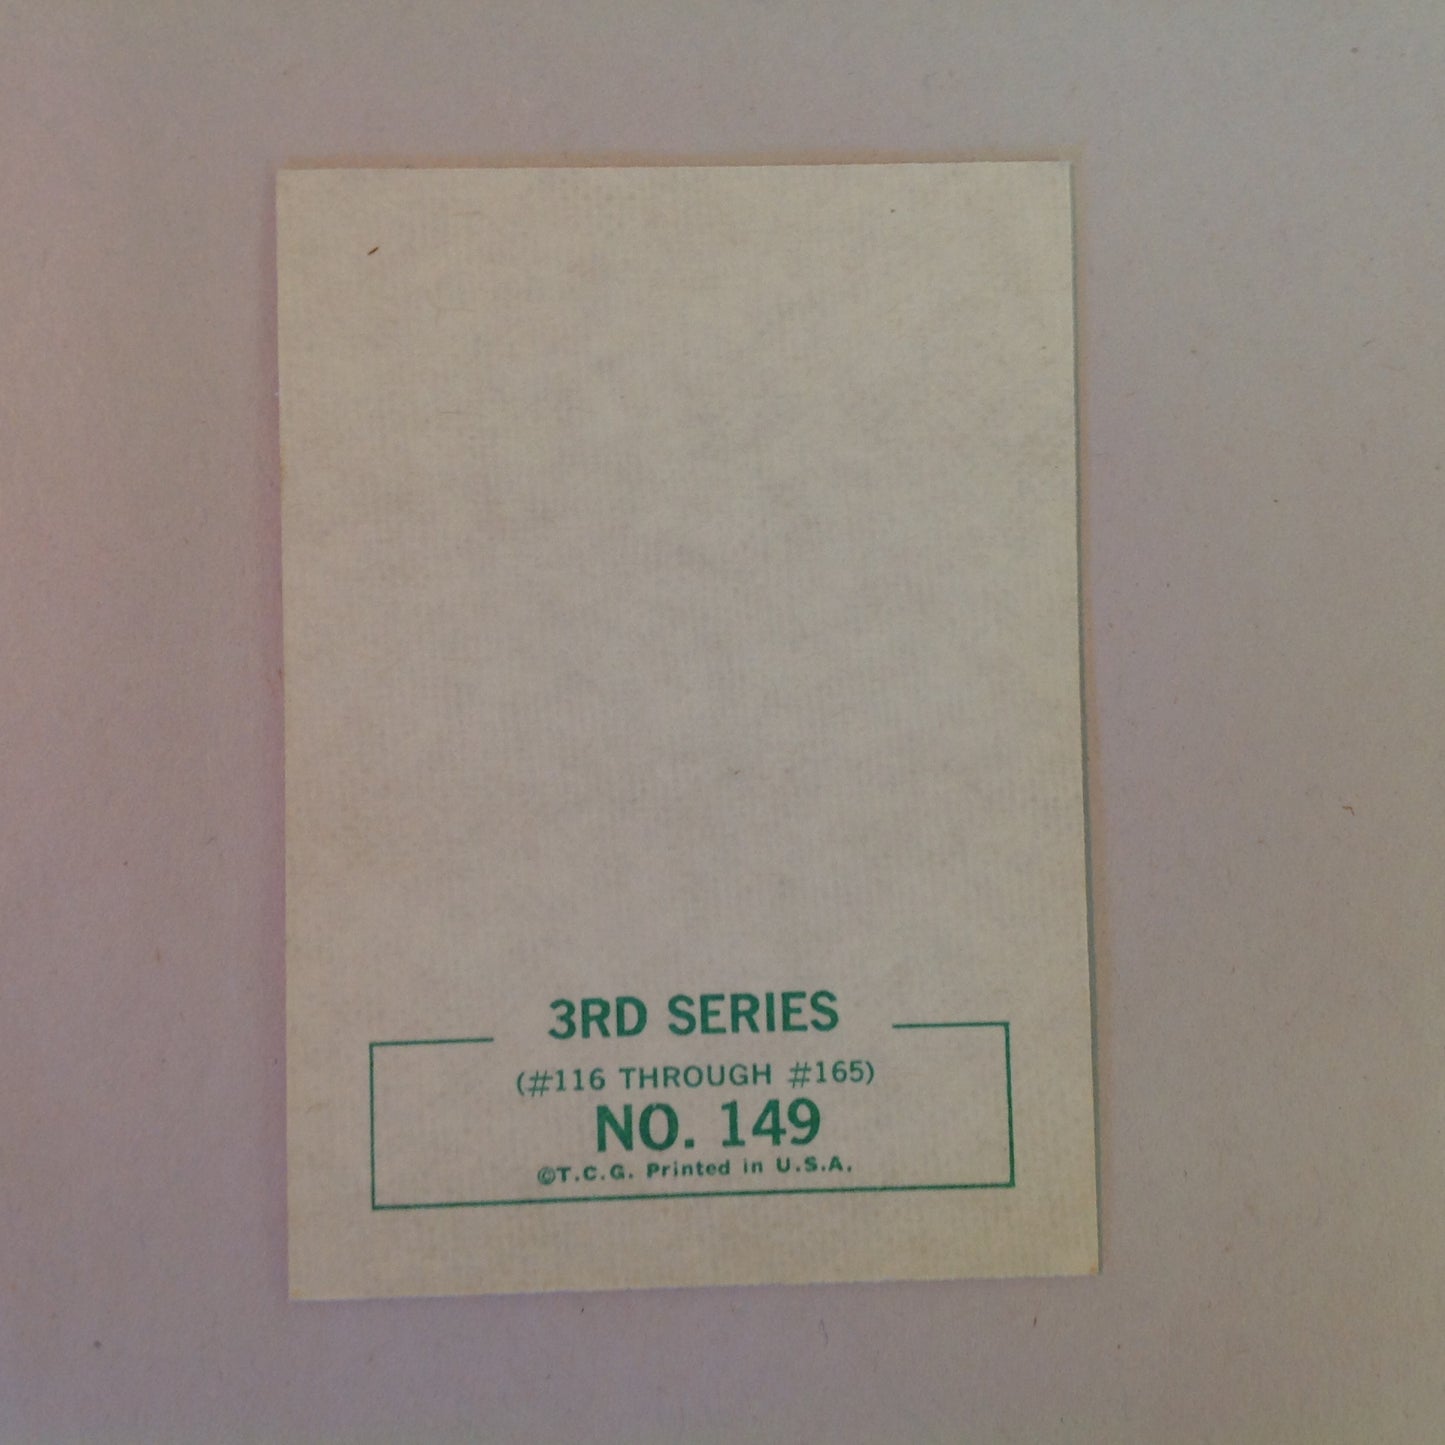 3RD SERIES
(#116 THROUGH #165)
NO. 149
©T.C.G. Printed in U.S.A.